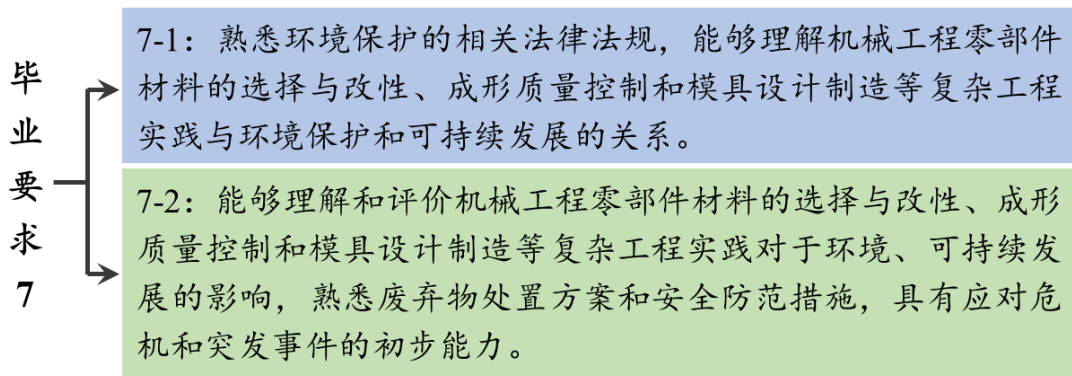 毕业要求7
7-1：熟悉环境保护的相关法律法规，能够理解机械工程零部件
材料的选择与改性、成形质量控制和模具设计制造等复杂工程
实践与环境保护和可持续发展的关系。
7-2：能够理解和评价机械工程零部件材料的选择与改性、成形
质量控制和模具设计制造等复杂工程实践对于环境、可持续发
展的影响，熟悉废弃物处置方案和安全防范措施，具有应对危
机和突发事件的初步能力。